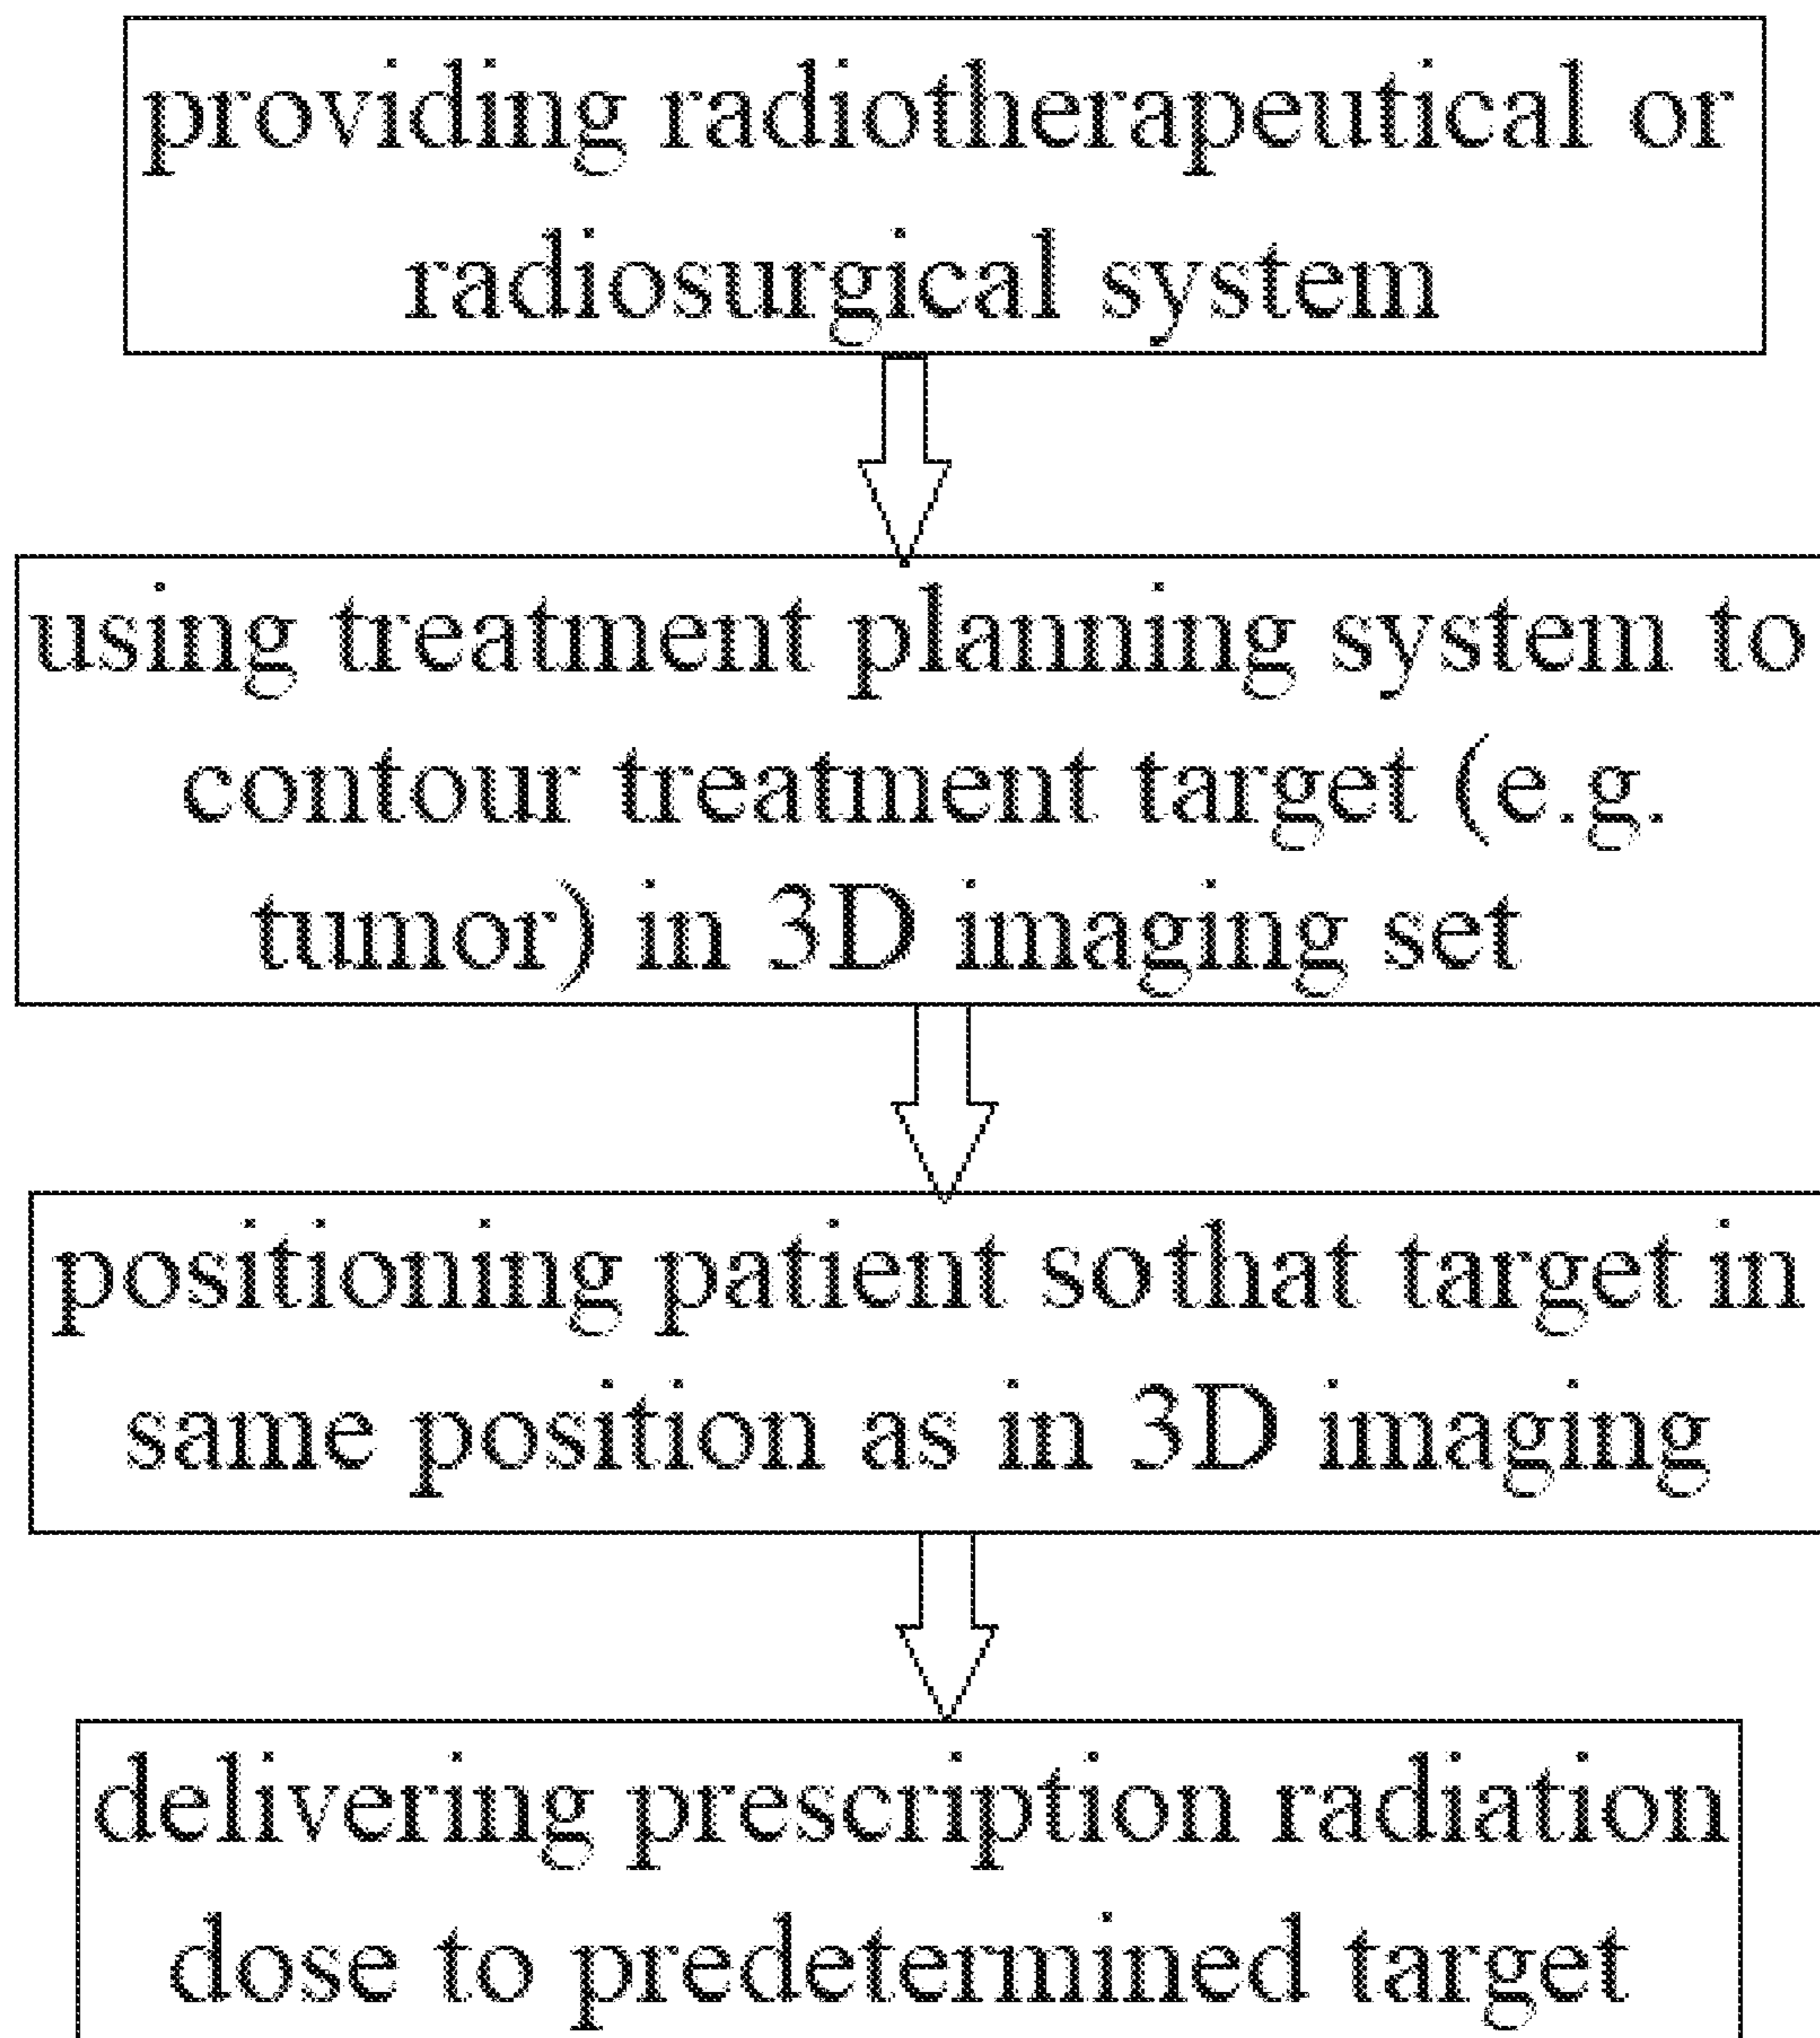 providing radiotherapeutical or
radiosurgical system
using treatment planning system to
contour treatment target (e.g.
tumor) in 3D imaging set
positioning patient sothat target in
same position as in 3D imaging
delivering prescription radiation
dose to predetermined target